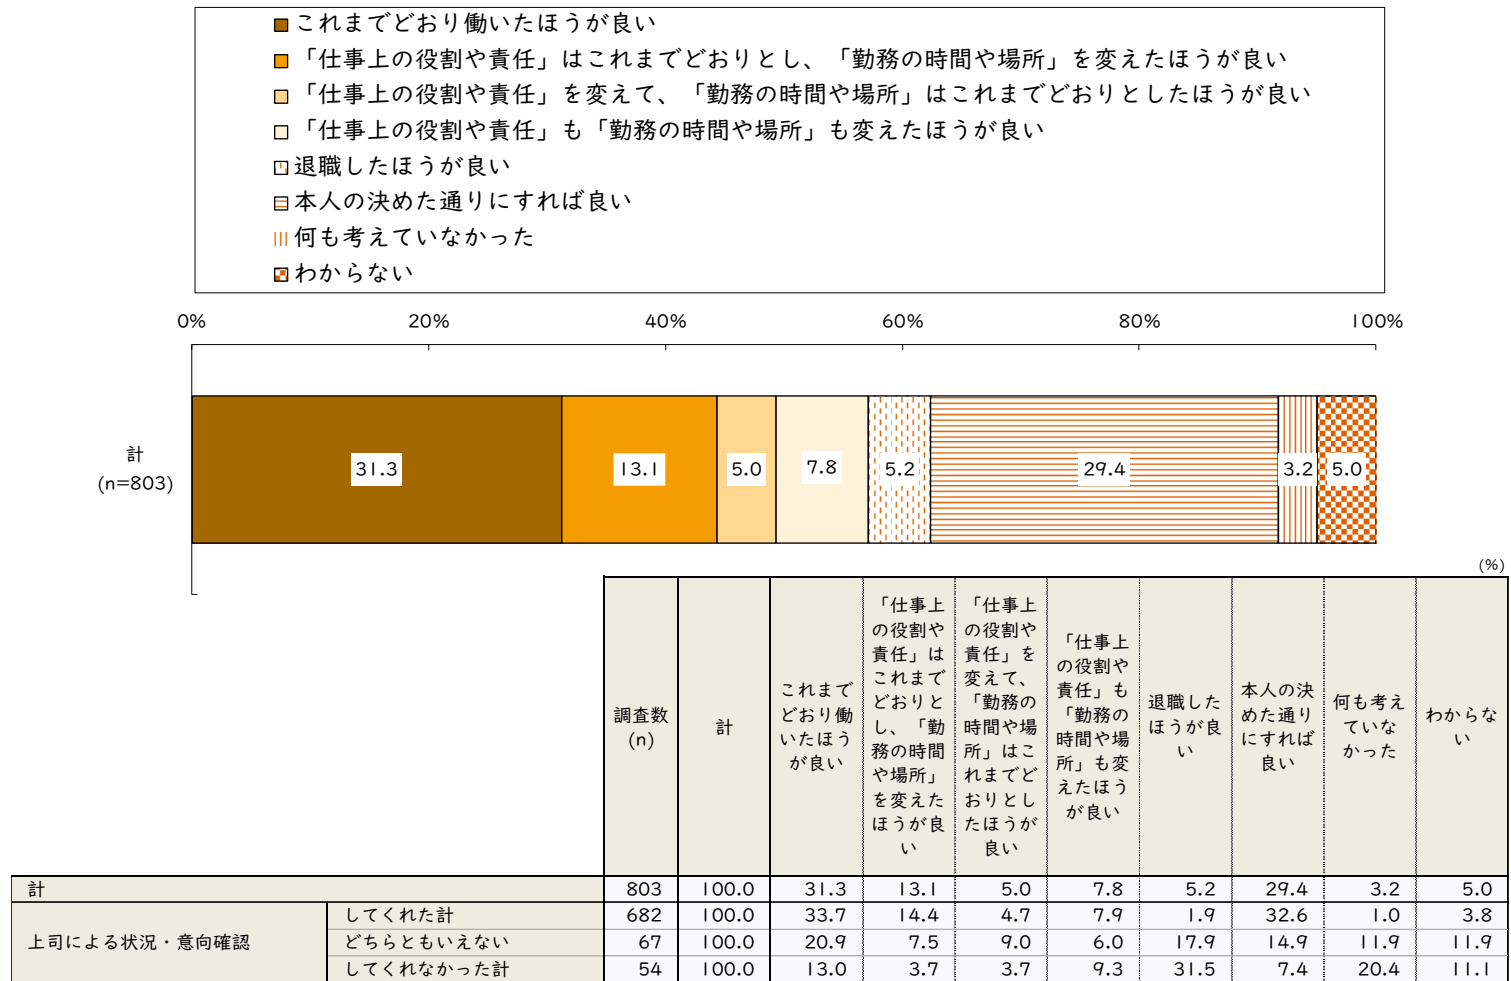 これまでどおり働いたほうが良い
「仕事上の役割や責任」はこれまでどおりとし、「勤務の時間や場所」を変えたほうが良い
「仕事上の役割や責任」を変えて、「勤務の時間や場所」はこれまでどおりとしたほうが良い
「仕事上の役割や責任」も「勤務の時間や場所」も変えたほうが良い
退職したほうが良い
本人の決めた通りにすれば良い
何も考えていなかった
わからない
0% 20% 40% 60% 80% 100%
計
(n=803)
31.3 13.1 5.0 7.8 5.2 29.4 3.2 5.0
(%)
調査数
(n)
計
これまで
どおり働
いたほう
が良い
「仕事上
の役割や
責任」は
これまで
どおりと
し、「勤
務の時間
や場所」
を変えた
ほうが良
い
「仕事上
の役割や
責任」を
変えて、
「勤務の
時間や場
所」はこ
れまでど
おりとし
たほうが
良い
「仕事上
の役割や
責任」も
「勤務の
時間や場
所」も変
えたほう
が良い
退職した
ほうが良
い
本人の決
めた通り
にすれば
良い
何も考え
ていな
かった
わからな
い
計 803 100.0 31.3 13.1 5.0 7.8 5.2 29.4 3.2 5.0
上司による状況・意向確認
してくれた計 682 100.0 33.7 14.4 4.7 7.9 1.9 32.6 1.0 3.8
どちらともいえない 67 100.0 20.9 7.5 9.0 6.0 17.9 14.9 11.9 11.9
してくれなかった計 54 100.0 13.0 3.7 3.7 9.3 31.5 7.4 20.4 11.1